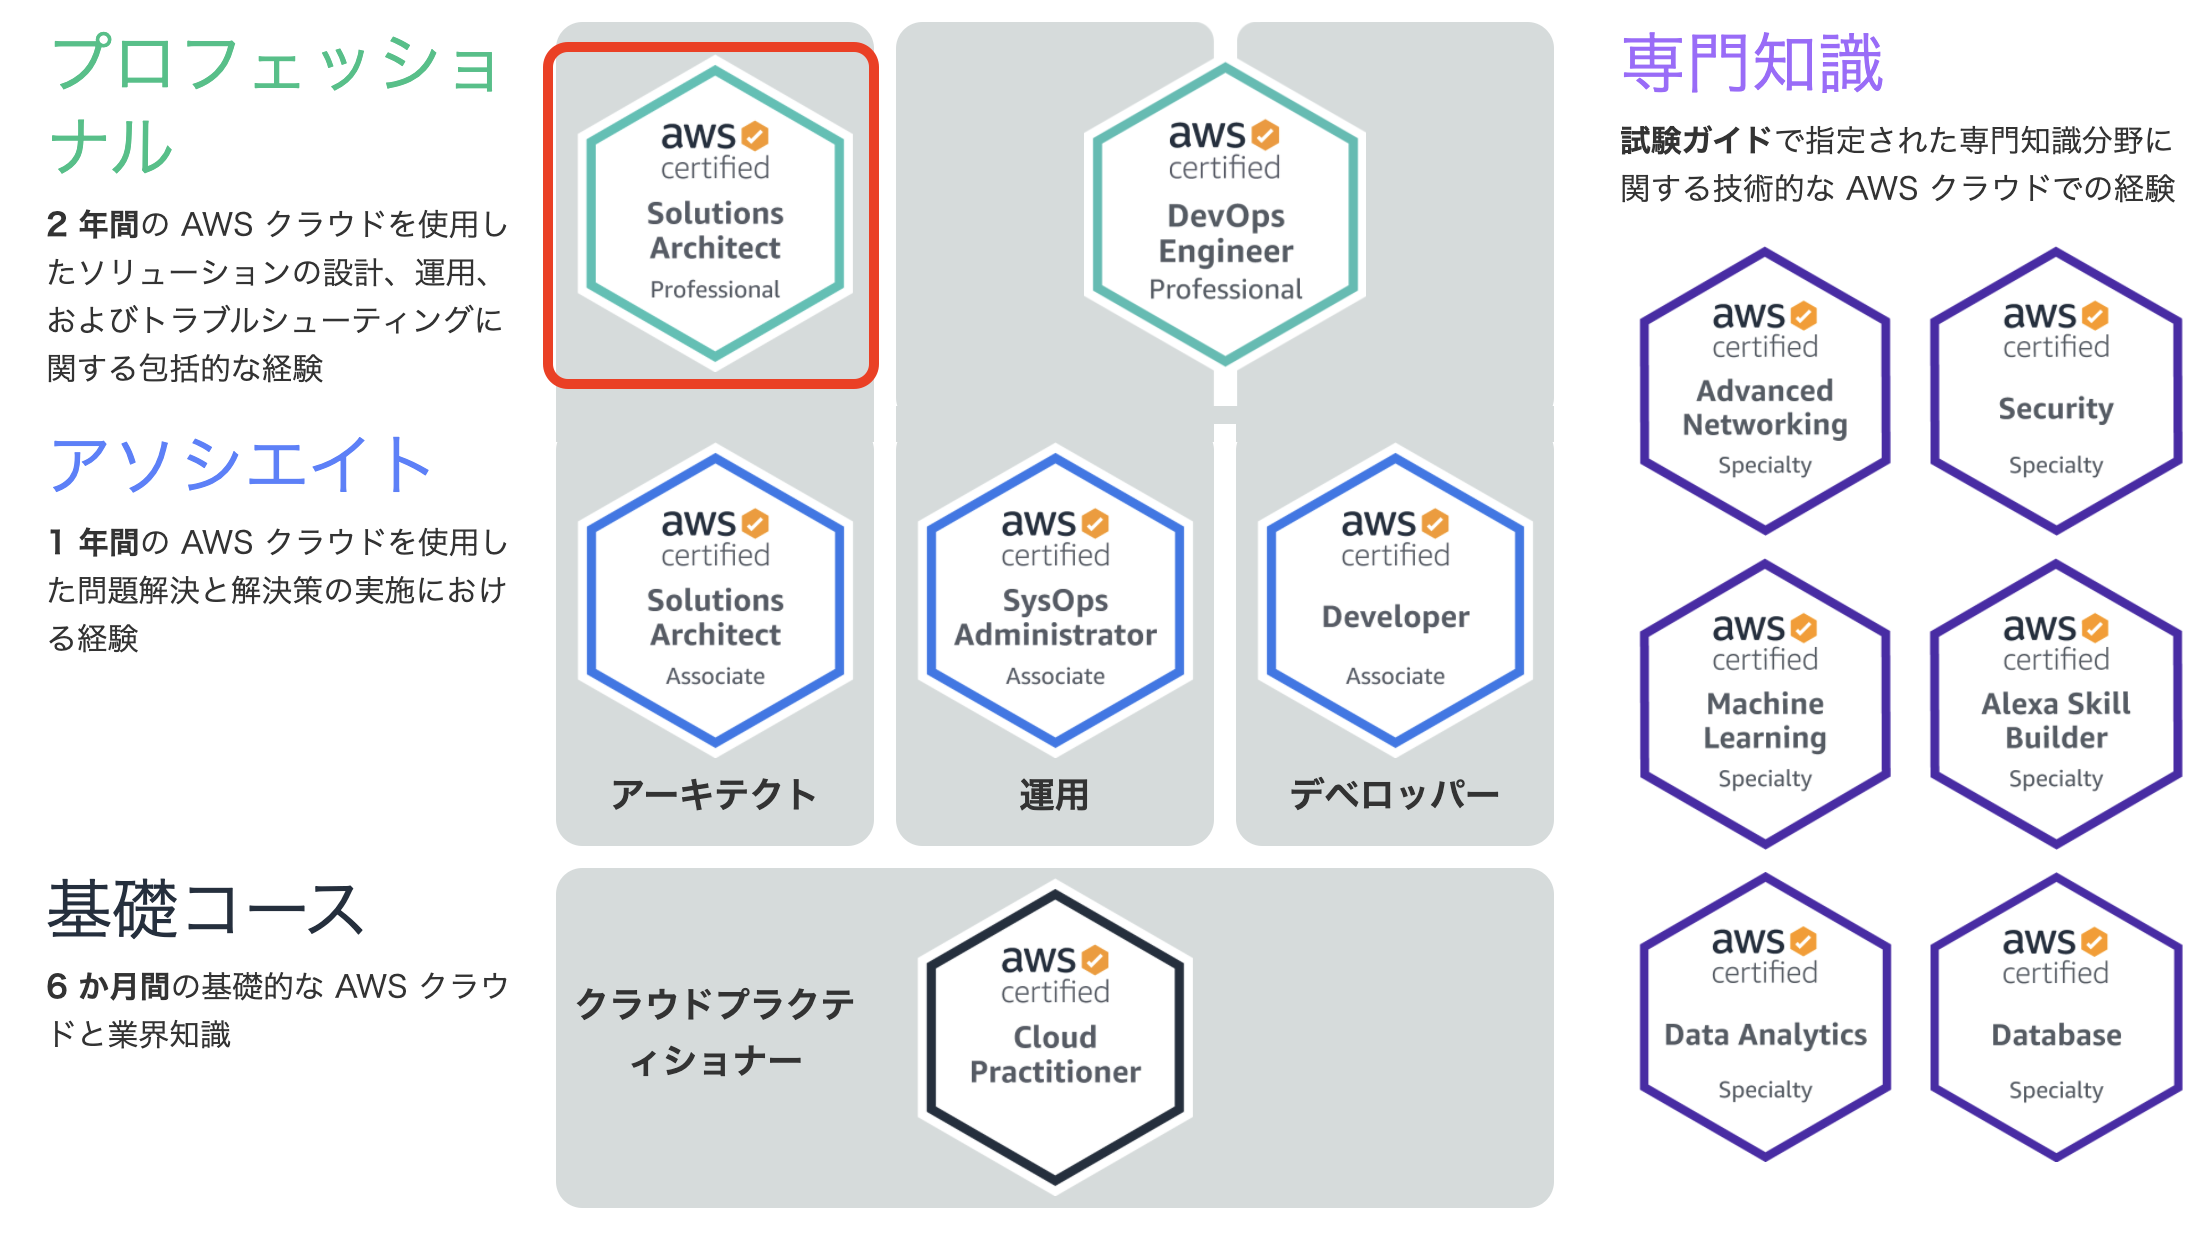 プロフェッショ
ナル
2 年間の AWS クラウドを使用し
たソリューションの設計、運用、
およびトラブルシューティングに
関する包括的な経験
aws
certified
Solutions
Architect
Professional
aws
certified
DevOps
Engineer
Professional
アソシエイト
1 年間の AWS クラウドを使用し
た問題解決と解決策の実施におけ
る経験
aws
certified
Solutions
Architect
Associate
アーキテクト
aws
certified
SysOps
Administrator
Associate
運用
aws
certified
Developer
Associate
デベロッパー
基礎コース
6 か月間の基礎的な AWS クラウ
ドと業界知識
クラウドプラクテ
ィショナー
aws
certified
Cloud
Practitioner
専門知識
試験ガイドで指定された専門知識分野に
関する技術的な AWS クラウドでの経験
aws
certified
Advanced
Networking
Specialty
aws
certified
Security
Specialty
aws
certified
Machine
Learning
Specialty
aws
certified
Alexa Skill
Builder
Specialty
aws
certified
Data Analytics
Specialty
aws
certified
Database
Specialty